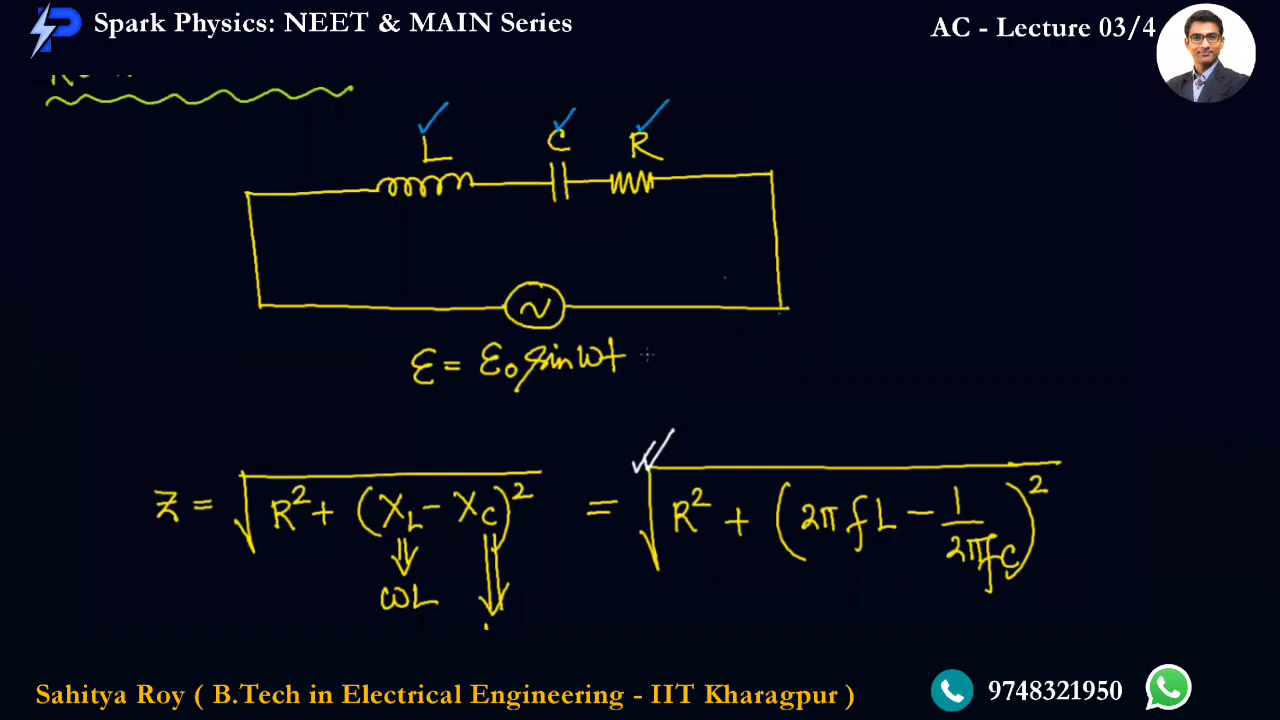 Spark Physics: NEET & MAIN Series
AC - Lecture 03/4
L C R
ε = ε₀ sin ωt
Z = √(R² + (X_L - X_C)²) = √(R² + (2πfL - 1/(2πfC))²)
ωL
Sahitya Roy ( B.Tech in Electrical Engineering - IIT Kharagpur )
9748321950